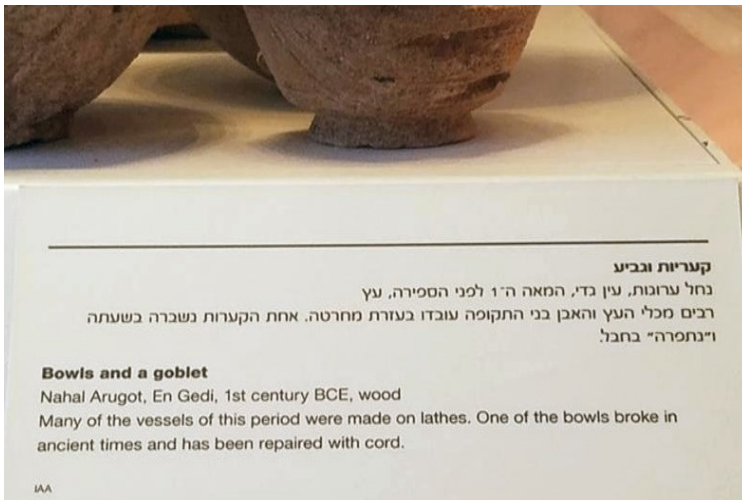 קעריות וגביע
נחל ערוגות, עין גדי, המאה ה־1 לפני הספירה, עץ
רבים מכלי העץ והאבן בני התקופה עובדו בעזרת מחרטה. אחת הקערות נשברה בשעתה
ו״נתפרה״ בחבל.
Bowls and a goblet
Nahal Arugot, En Gedi, 1st century BCE, wood
Many of the vessels of this period were made on lathes. One of the bowls broke in
ancient times and has been repaired with cord.
IAA